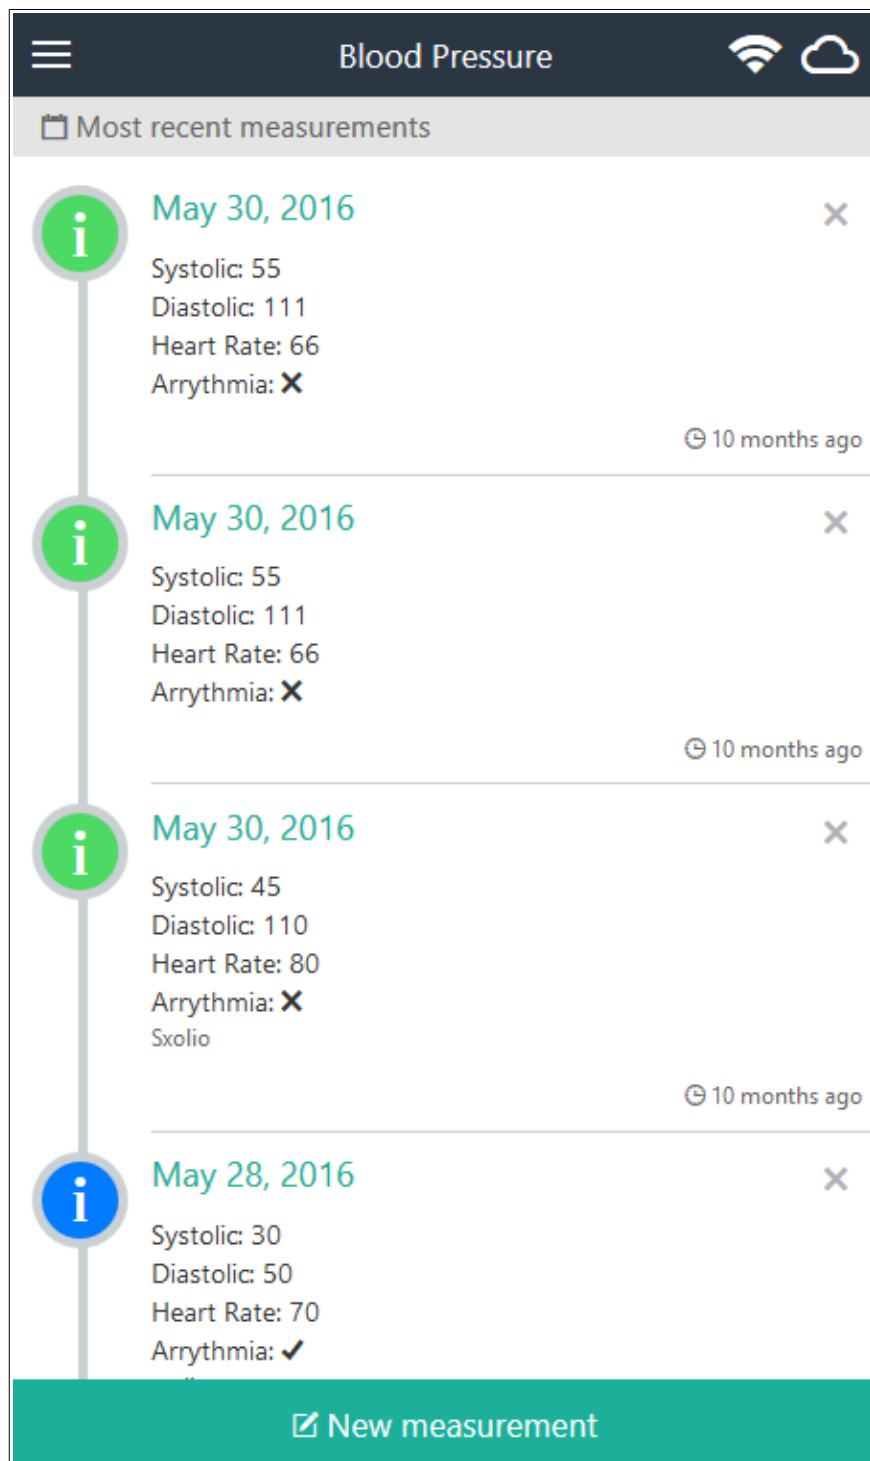 Blood Pressure
Most recent measurements
May 30, 2016
Systolic: 55
Diastolic: 111
Heart Rate: 66
Arrythmia: ✕
10 months ago
May 30, 2016
Systolic: 55
Diastolic: 111
Heart Rate: 66
Arrythmia: ✕
10 months ago
May 30, 2016
Systolic: 45
Diastolic: 110
Heart Rate: 80
Arrythmia: ✕
Sxolio
10 months ago
May 28, 2016
Systolic: 30
Diastolic: 50
Heart Rate: 70
Arrythmia: ✓
New measurement